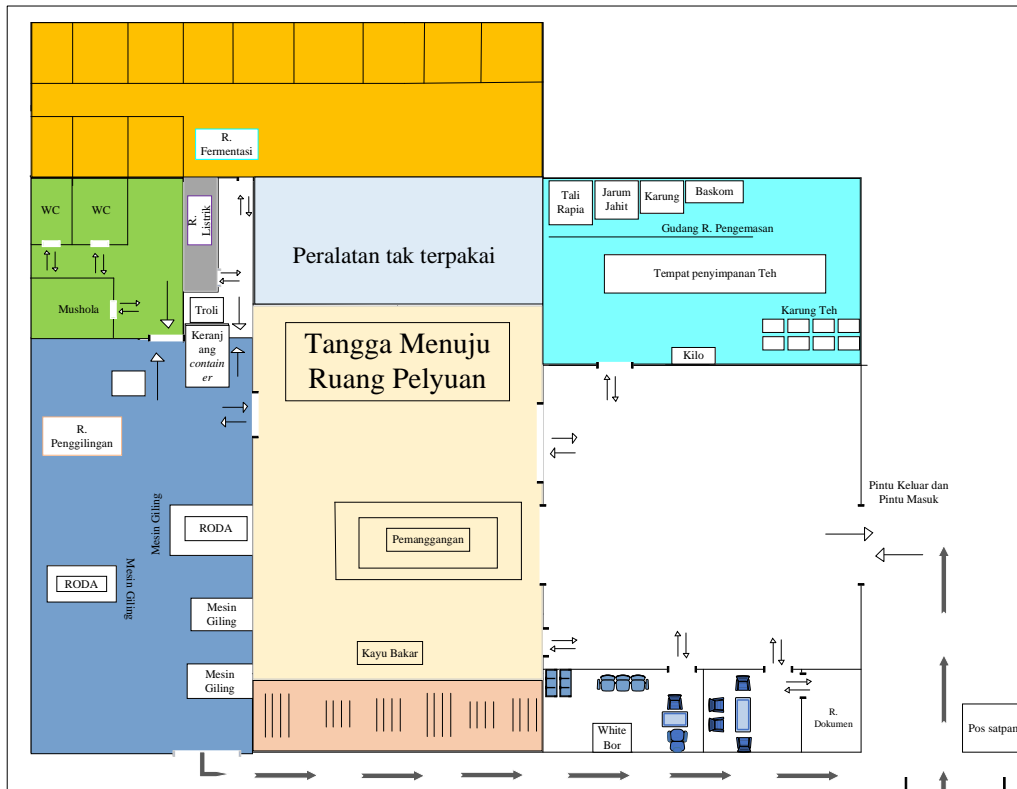 R.
Fermentasi
WC
WC
R.
Listrik
Tali
Rapia
Jarum
Jahit
Karung
Baskom
Gudang R. Pengemasan
Peralatan tak terpakai
Tempat penyimpanan Teh
Mushola
Troli
Karung Teh
Keranj
ang
contain
er
Tangga Menuju
Ruang Pelyuan
Kilo
R.
Penggilingan
Pintu Keluar dan
Pintu Masuk
Mesin Giling
RODA
Pemanggangan
RODA
Mesin Giling
Mesin
Giling
Kayu Bakar
Mesin
Giling
R.
Dokumen
White
Bor
Pos satpam